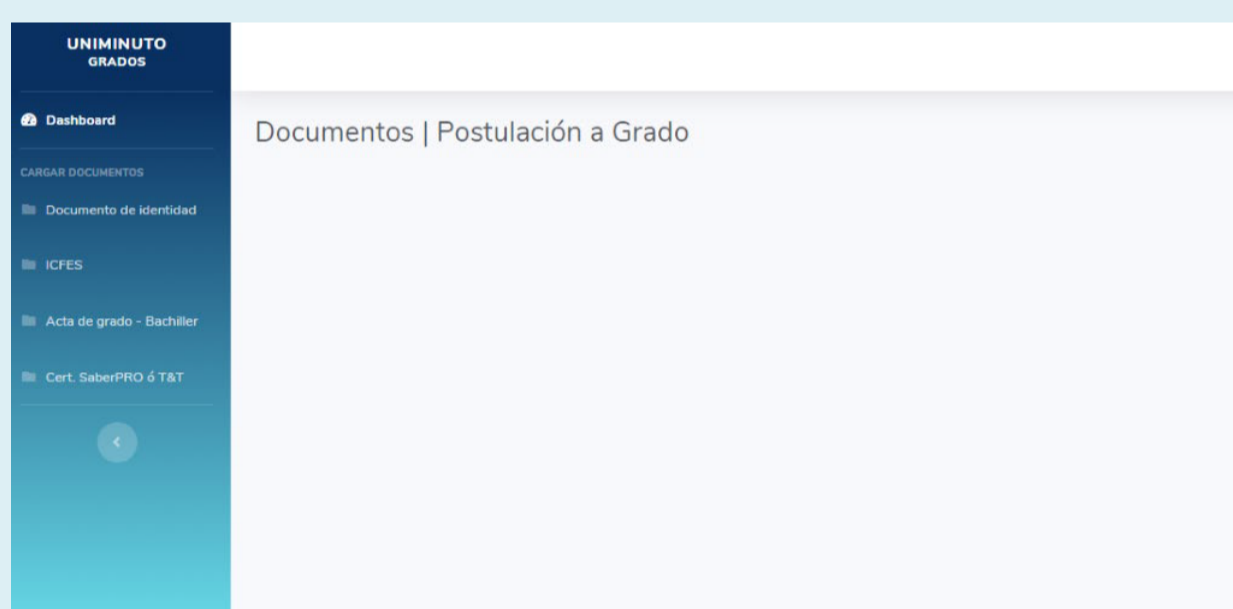 UNIMINUTO
GRADOS
Dashboard
CARGAR DOCUMENTOS
Documento de identidad
ICFES
Acta de grado - Bachiller
Cert. SaberPRO ó T&T
Documentos | Postulación a Grado